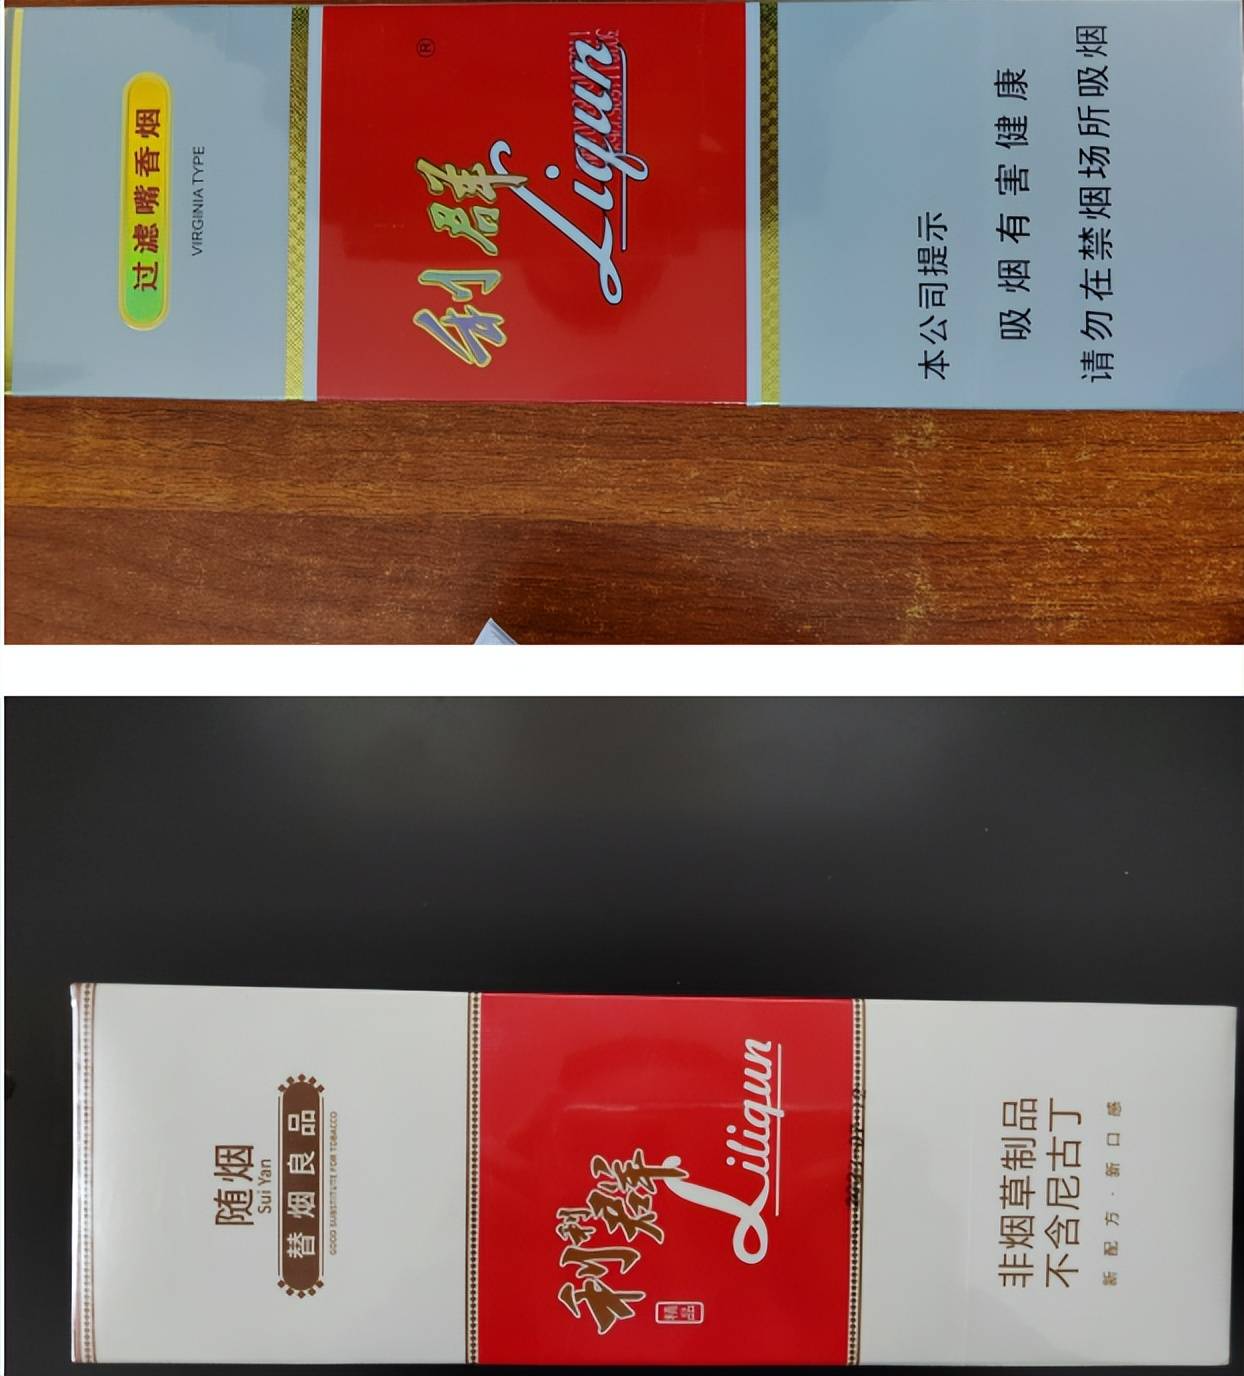 过滤嘴香烟
VIRGINIA TYPE
®
利群
Liqun
本公司提示
吸烟有害健康
请勿在禁烟场所吸烟
随烟
Sui Yan
替烟良品
GOOD SUBSTITUTE FOR TOBACCO
利利群
精品
Liliqun
非烟草制品
不含尼古丁
新配方·新口感